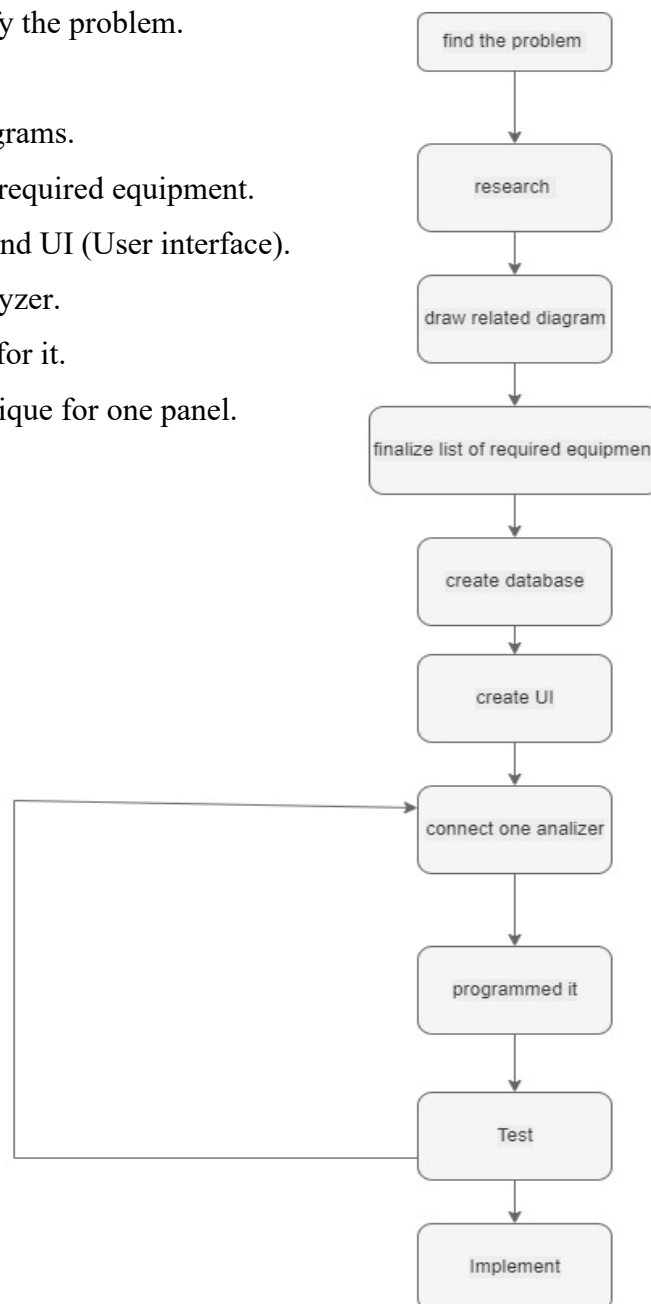 fy the problem.
grams.
required equipment.
nd UI (User interface).
yzer.
for it.
ique for one panel.
find the problem
research
draw related diagram
finalize list of required equipmen
create database
create UI
connect one analizer
programmed it
Test
Implement